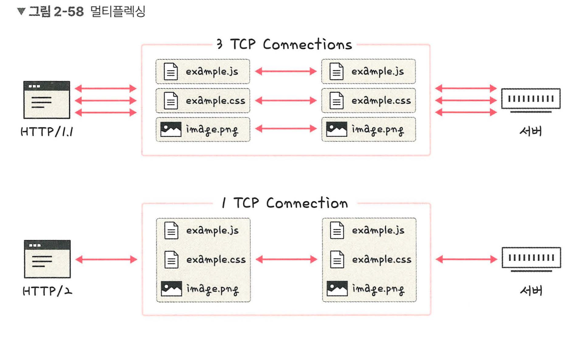 ▼ 그림 2-58 멀티플렉싱
3 TCP Connections
example.js example.js
example.css example.css
image.png image.png
HTTP/1.1 서버
1 TCP Connection
example.js example.js
example.css example.css
image.png image.png
HTTP/2 서버